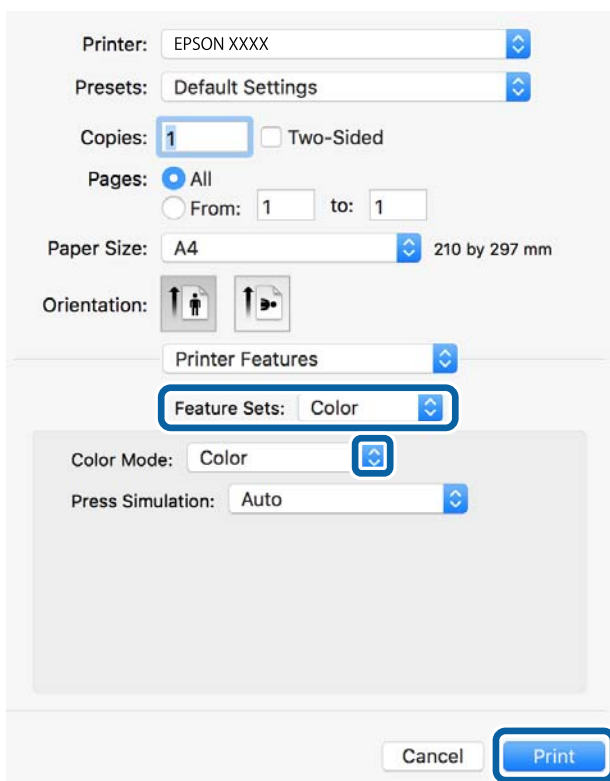 Printer: EPSON XXXX
Presets: Default Settings
Copies: 1 Two-Sided
Pages: All
From: 1 to: 1
Paper Size: A4 210 by 297 mm
Orientation:
Printer Features
Feature Sets: Color
Color Mode: Color
Press Simulation: Auto
Cancel Print